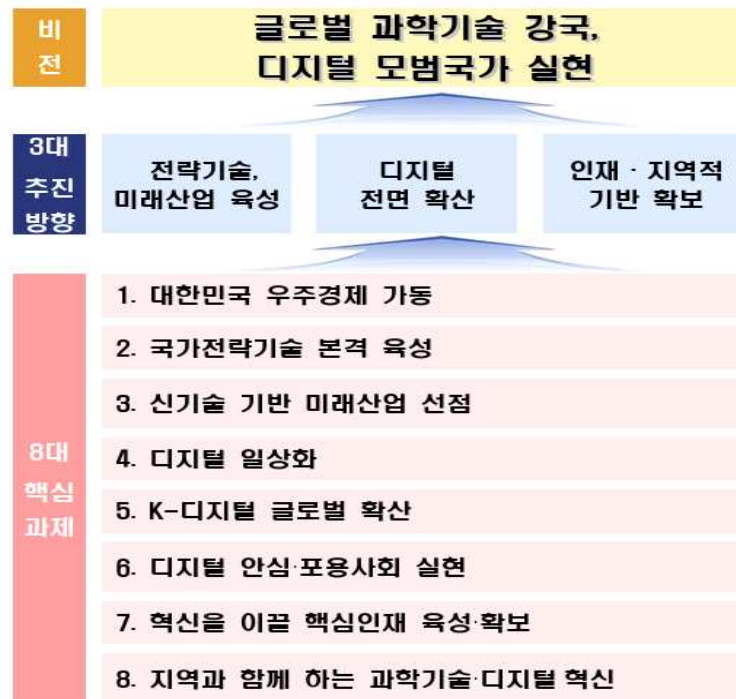 비
전
글로벌 과학기술 강국,
디지털 모범국가 실현
3대
추진
방향
전략기술,
미래산업 육성
디지털
전면 확산
인재 · 지역적
기반 확보
8대
핵심
과제
1. 대한민국 우주경제 가동
2. 국가전략기술 본격 육성
3. 신기술 기반 미래산업 선점
4. 디지털 일상화
5. K-디지털 글로벌 확산
6. 디지털 안심·포용사회 실현
7. 혁신을 이끌 핵심인재 육성·확보
8. 지역과 함께 하는 과학기술·디지털 혁신